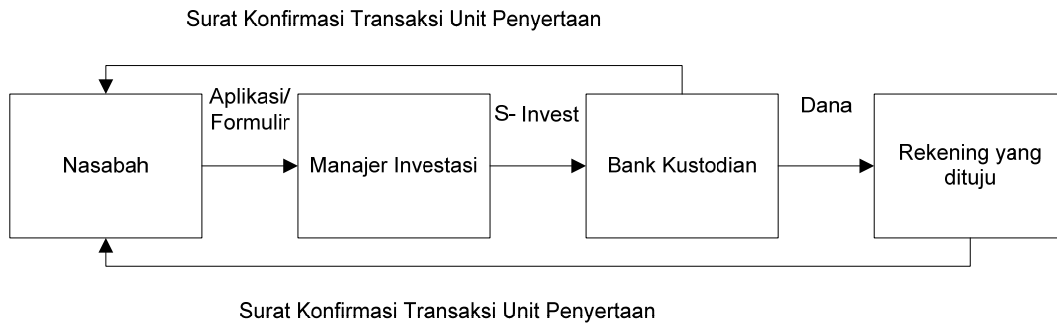 Surat Konfirmasi Transaksi Unit Penyertaan
Nasabah
Aplikasi/
Formulir
Manajer Investasi
S- Invest
Bank Kustodian
Dana
Rekening yang
dituju
Surat Konfirmasi Transaksi Unit Penyertaan